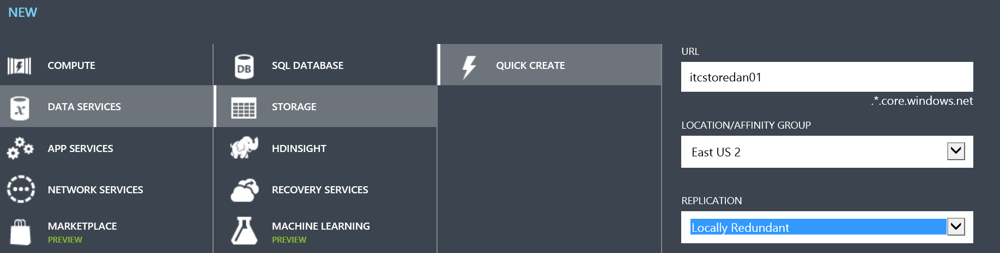 NEW
COMPUTE
DATA SERVICES
APP SERVICES
NETWORK SERVICES
MARKETPLACE
PREVIEW
DB
SQL DATABASE
x
STORAGE
HDINSIGHT
RECOVERY SERVICES
MACHINE LEARNING
PREVIEW
QUICK CREATE
URL
itcstoredan01
.*.core.windows.net
LOCATION/AFFINITY GROUP
East US 2
REPLICATION
Locally Redundant